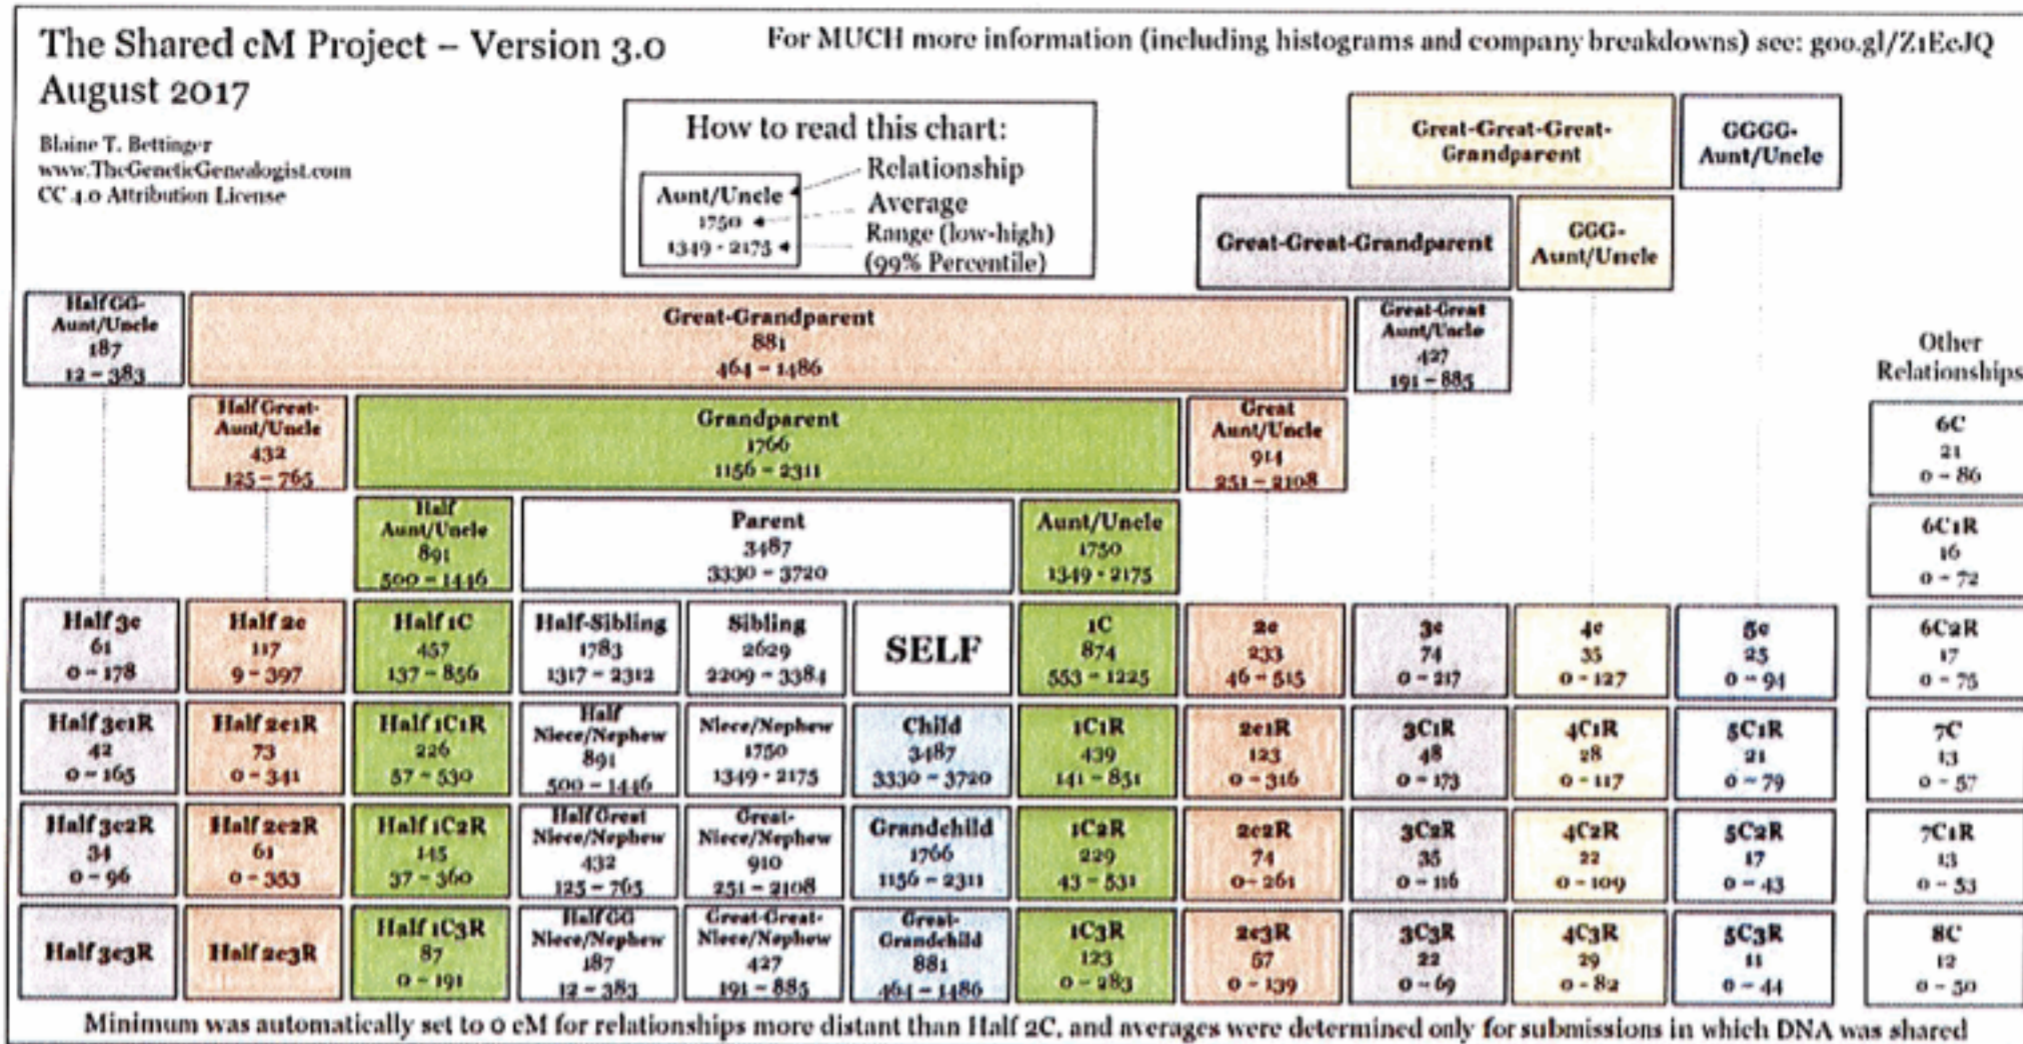 The Shared cM Project – Version 3.0
August 2017
For MUCH more information (including histograms and company breakdowns) see: goo.gl/Z1EcJQ
Blaine T. Bettinger
www.TheGeneticGenealogist.com
CC 4.0 Attribution License
How to read this chart:
Aunt/Uncle
1750
1349 - 2175
Relationship
Average
Range (low-high)
(99% Percentile)
Great-Great-Great-
Grandparent
GGGG-
Aunt/Uncle
Great-Great-Grandparent
GGG-
Aunt/Uncle
Half GG-
Aunt/Uncle
187
12 – 383
Great-Grandparent
881
464 – 1486
Great-Great
Aunt/Uncle
427
191 – 885
Other
Relationships
Half Great-
Aunt/Uncle
432
125 – 765
Grandparent
1766
1156 – 2311
Great
Aunt/Uncle
914
251 – 2108
6C
21
0 – 86
Half
Aunt/Uncle
891
500 – 1446
Parent
3487
3330 – 3720
Aunt/Uncle
1750
1349 - 2175
6C1R
16
0 – 72
Half 3c
61
0 – 178
Half 2c
117
9 – 397
Half 1C
457
137 – 856
Half-Sibling
1783
1317 – 2312
Sibling
2629
2209 – 3384
SELF
1C
874
553 – 1225
2c
233
46 – 515
3c
74
0 – 217
4c
35
0 – 127
5c
25
0 – 94
6C2R
17
0 – 75
Half 3c1R
42
0 – 165
Half 2c1R
73
0 – 341
Half 1C1R
226
57 – 530
Half
Niece/Nephew
891
500 – 1446
Niece/Nephew
1750
1349 - 2175
Child
3487
3330 – 3720
1C1R
439
141 – 851
2c1R
123
0 – 316
3C1R
48
0 – 173
4C1R
28
0 – 117
5C1R
21
0 – 79
7C
13
0 – 57
Half 3c2R
34
0 – 96
Half 2c2R
61
0 – 353
Half 1C2R
145
37 – 360
Half Great
Niece/Nephew
432
125 – 765
Great-
Niece/Nephew
910
251 – 2108
Grandchild
1766
1156 – 2311
1C2R
229
43 – 531
2c2R
74
0 – 261
3C2R
35
0 – 116
4C2R
22
0 – 109
5C2R
17
0 – 43
7C1R
13
0 – 53
Half 3c3R
Half 2c3R
Half 1C3R
87
0 – 191
Half GG
Niece/Nephew
187
12 – 383
Great-Great-
Niece/Nephew
427
191 – 885
Great-
Grandchild
881
464 – 1486
1C3R
123
0 – 283
2c3R
57
0 – 139
3C3R
22
0 – 69
4C3R
29
0 – 82
5C3R
11
0 – 44
8C
12
0 – 50
Minimum was automatically set to 0 cM for relationships more distant than Half 2C, and averages were determined only for submissions in which DNA was shared